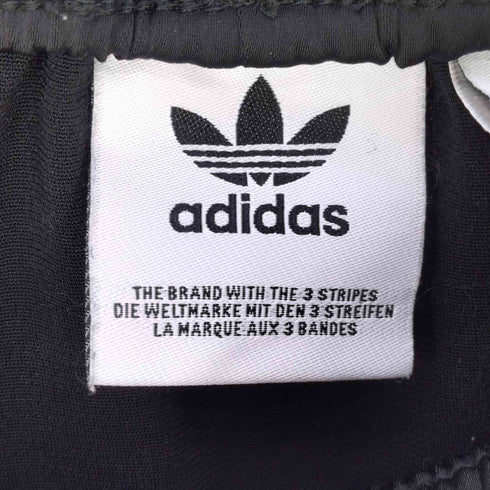 adidas
THE BRAND WITH THE 3 STRIPES
DIE WELTMARKE MIT DEN 3 STREIFEN
LA MARQUE AUX 3 BANDES